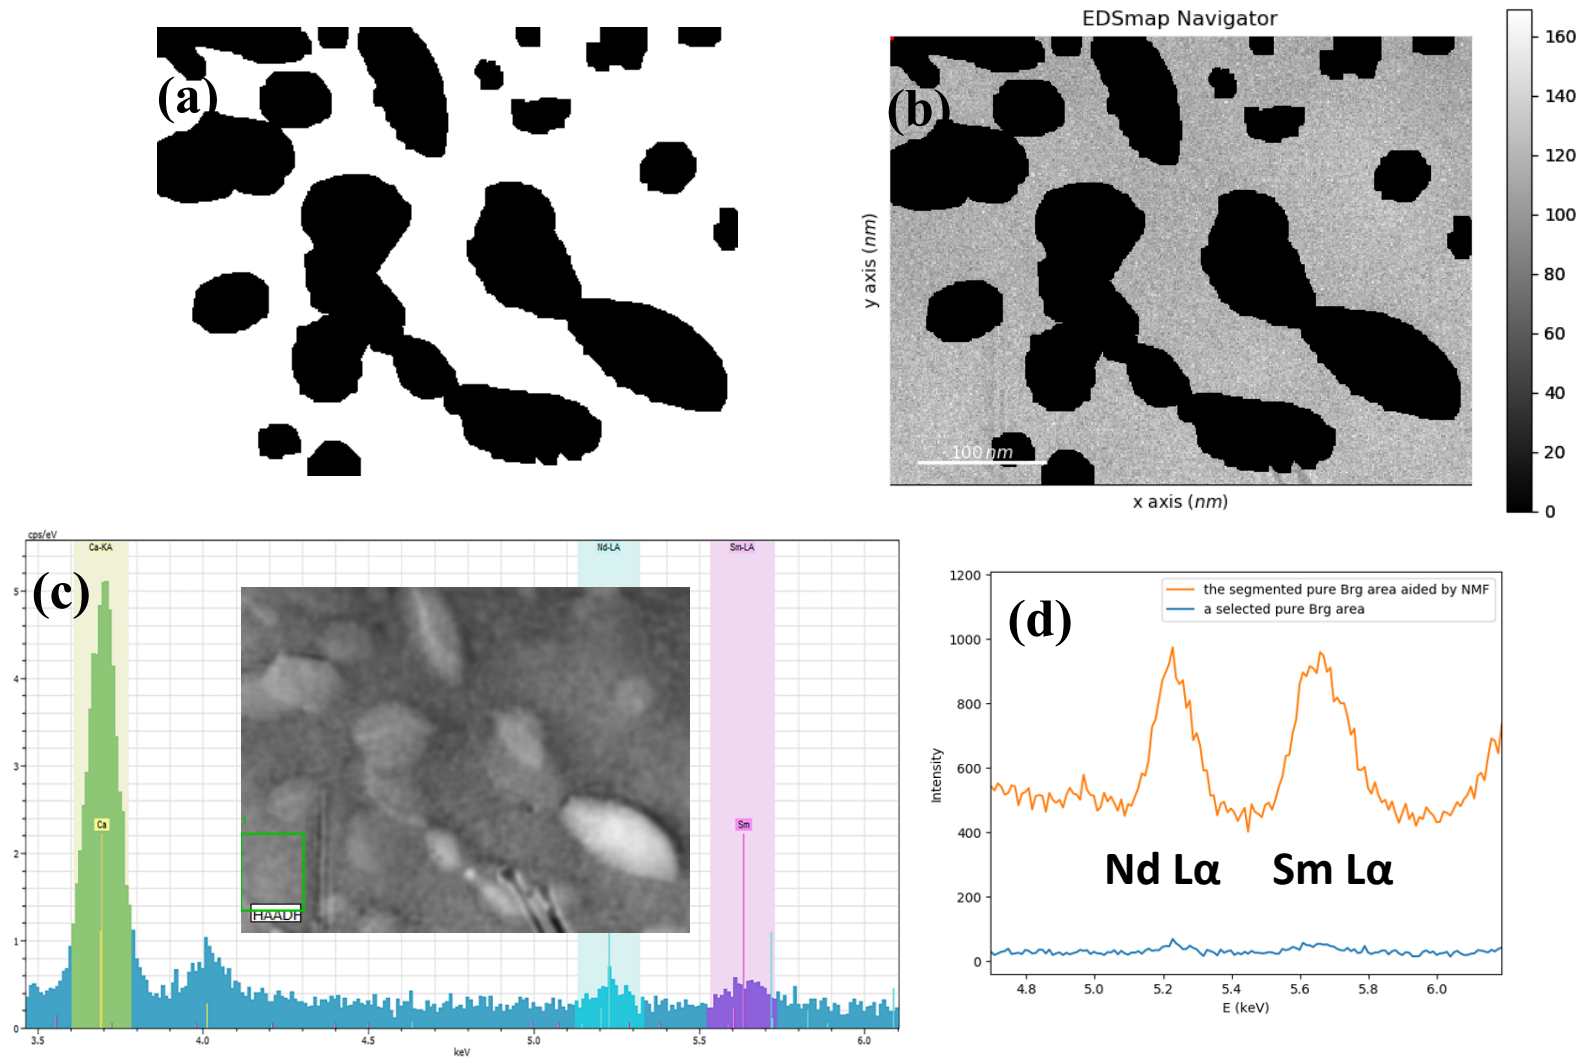 (a)
EDSmap Navigator
(b)
y axis (nm)
100 nm
x axis (nm)
160
140
120
100
80
60
40
20
0
cps/eV
Ca-KA
Nd-LA
Sm-LA
(c)
5
4
3
2
1
0
Ca
Sm
HAADF
3.5 4.0 4.5 5.0 5.5 6.0
keV
(d)
the segmented pure Brg area aided by NMF
a selected pure Brg area
1200
1000
800
600
400
200
0
Intensity
Nd Lα Sm Lα
4.8 5.0 5.2 5.4 5.6 5.8 6.0
E (keV)